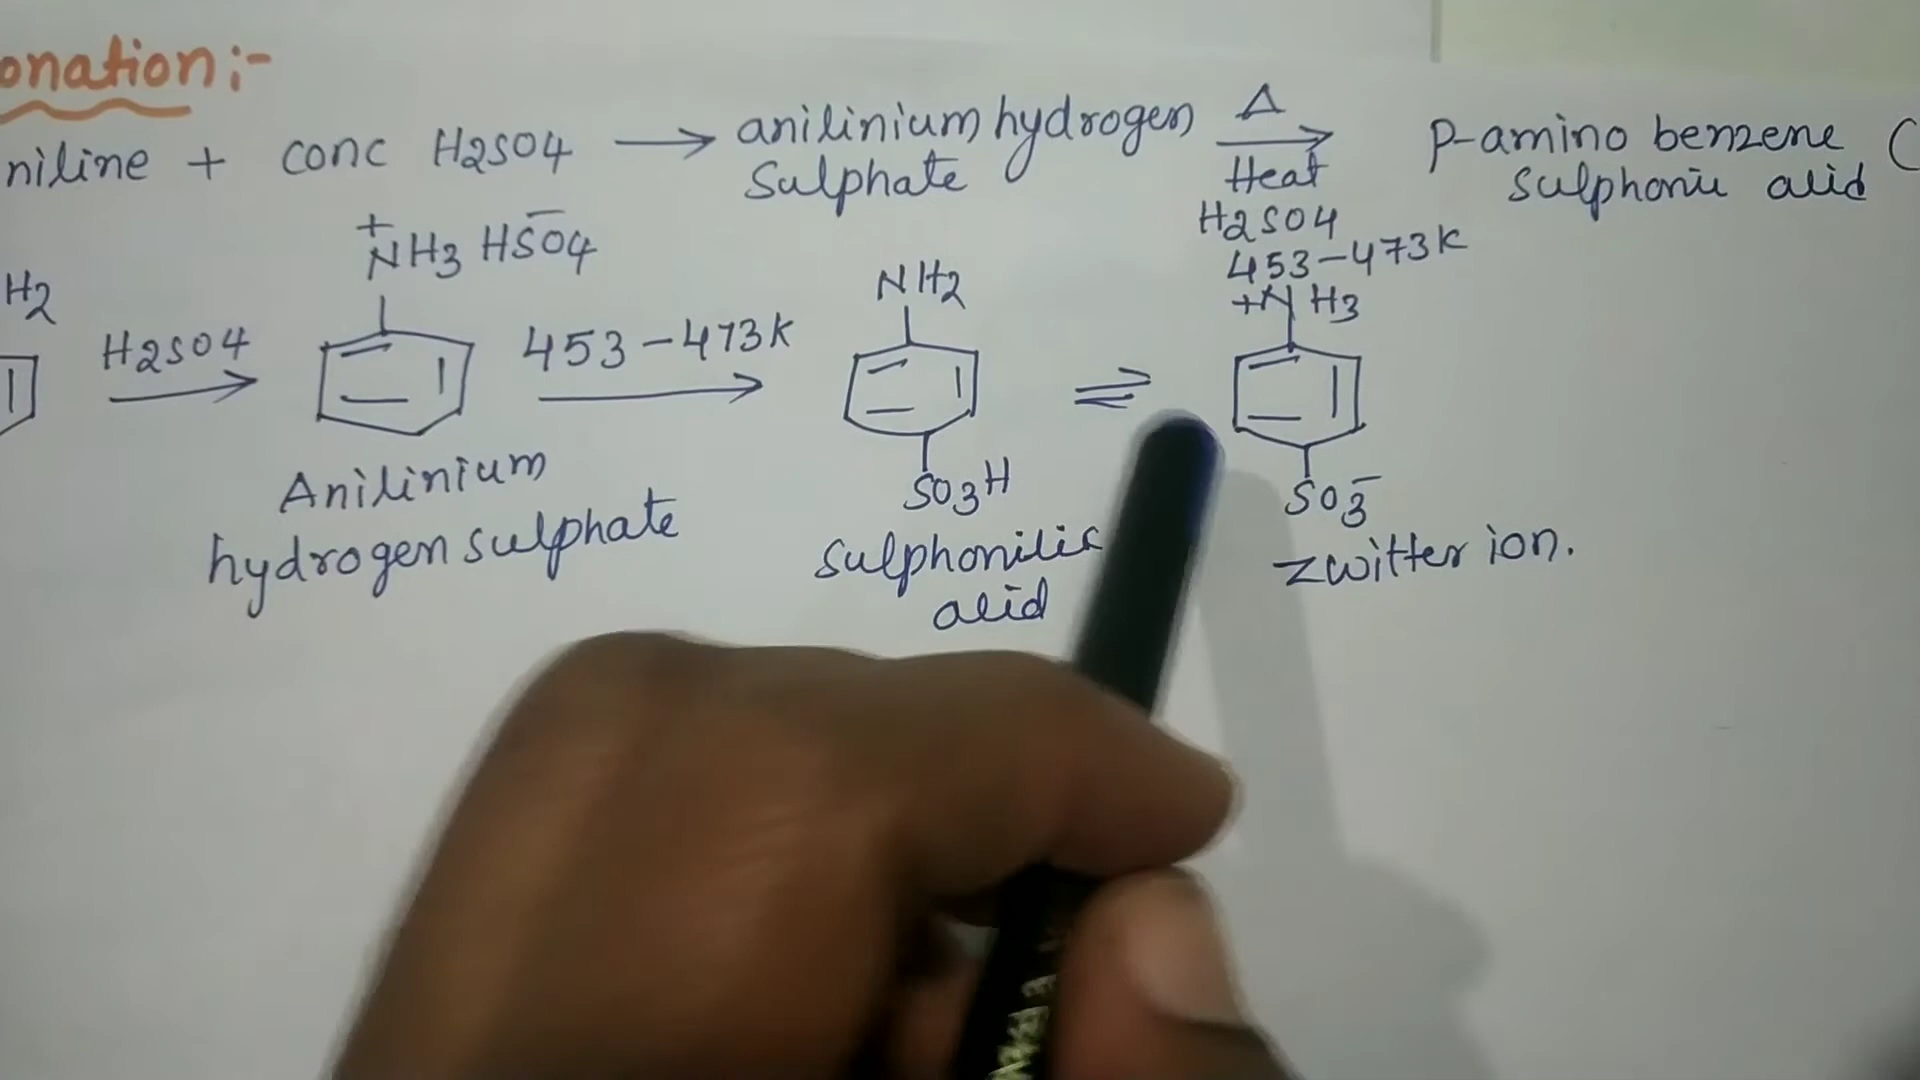 onation:-
niline + conc H2SO4 → anilinium hydrogen Δ p-amino benzene (
Sulphate Heat sulphonic acid
H2SO4
453-473K
+NH3 HSO4-
H2 H2SO4 453-473K NH2 ⇌ +NH3
SO3H SO3-
Anilinium
hydrogen sulphate
sulphonilic
acid
zwitter ion.